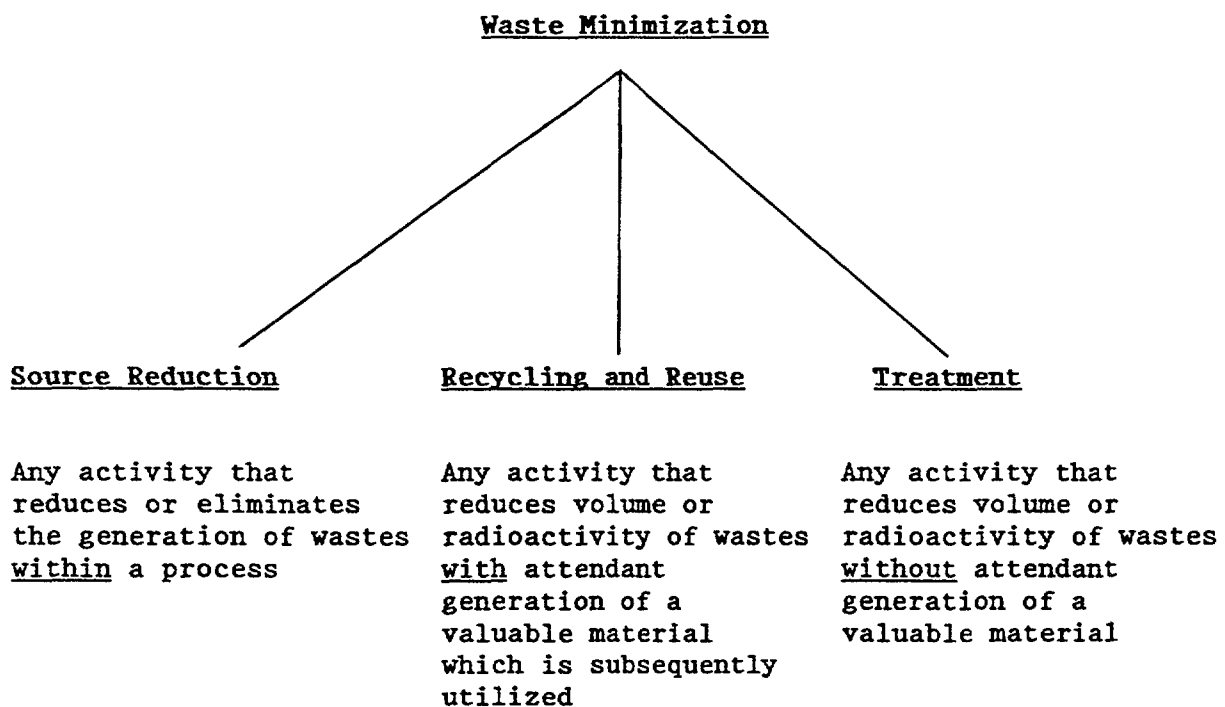 Waste Minimization
Source Reduction
Recycling and Reuse
Treatment
Any activity that
reduces or eliminates
the generation of wastes
within a process
Any activity that
reduces volume or
radioactivity of wastes
with attendant
generation of a
valuable material
which is subsequently
utilized
Any activity that
reduces volume or
radioactivity of wastes
without attendant
generation of a
valuable material